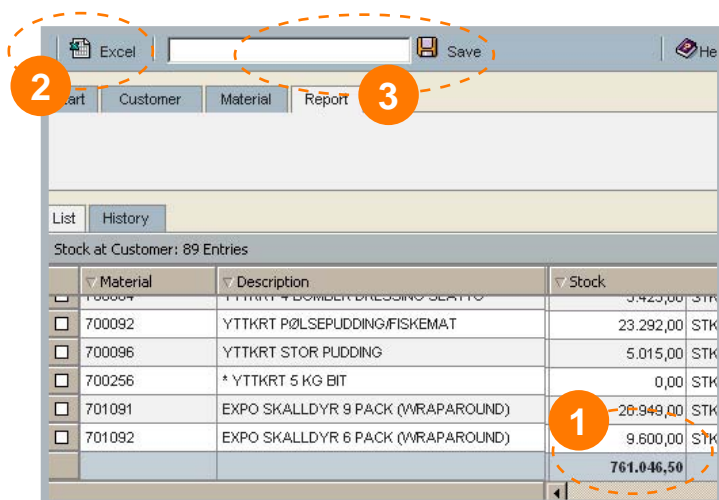 Excel Save He
2 3
art Customer Material Report
List History
Stock at Customer: 89 Entries
Material Description Stock
700092 YTTKRT PØLSEPUDDING/FISKEMAT 23.292,00 STK
700096 YTTKRT STOR PUDDING 5.015,00 STK
700256 * YTTKRT 5 KG BIT 0,00 STK
701091 EXPO SKALLDYR 9 PACK (WRAPAROUND) 26.949,00 STK
1
701092 EXPO SKALLDYR 6 PACK (WRAPAROUND) 9.600,00 STK
761.046,50